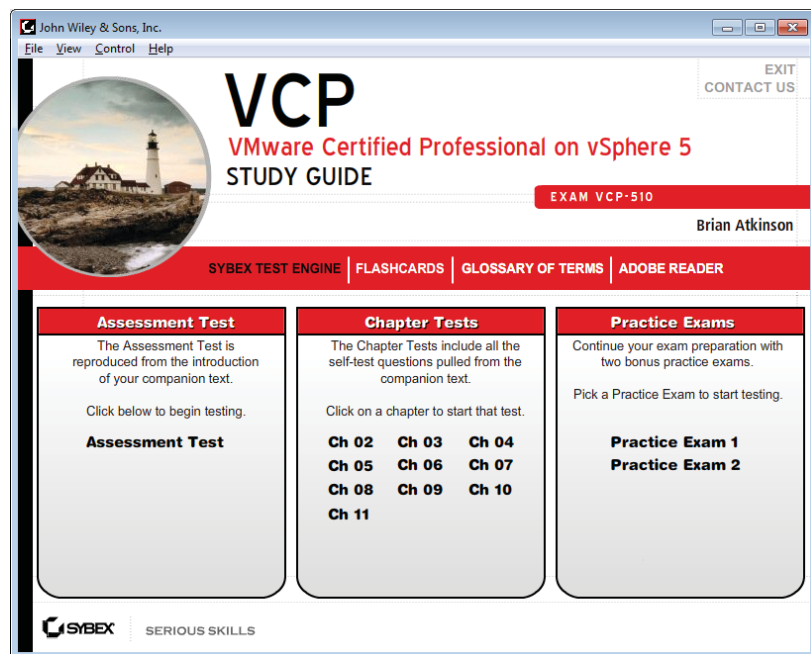 John Wiley & Sons, Inc.
File View Control Help
EXIT
CONTACT US
VCP
VMware Certified Professional on vSphere 5
STUDY GUIDE
EXAM VCP-510
Brian Atkinson
SYBEX TEST ENGINE FLASHCARDS GLOSSARY OF TERMS ADOBE READER
Assessment Test
The Assessment Test is
reproduced from the introduction
of your companion text.
Click below to begin testing.
Assessment Test
Chapter Tests
The Chapter Tests include all the
self-test questions pulled from the
companion text.
Click on a chapter to start that test.
Ch 02 Ch 03 Ch 04
Ch 05 Ch 06 Ch 07
Ch 08 Ch 09 Ch 10
Ch 11
Practice Exams
Continue your exam preparation with
two bonus practice exams.
Pick a Practice Exam to start testing.
Practice Exam 1
Practice Exam 2
SYBEX SERIOUS SKILLS